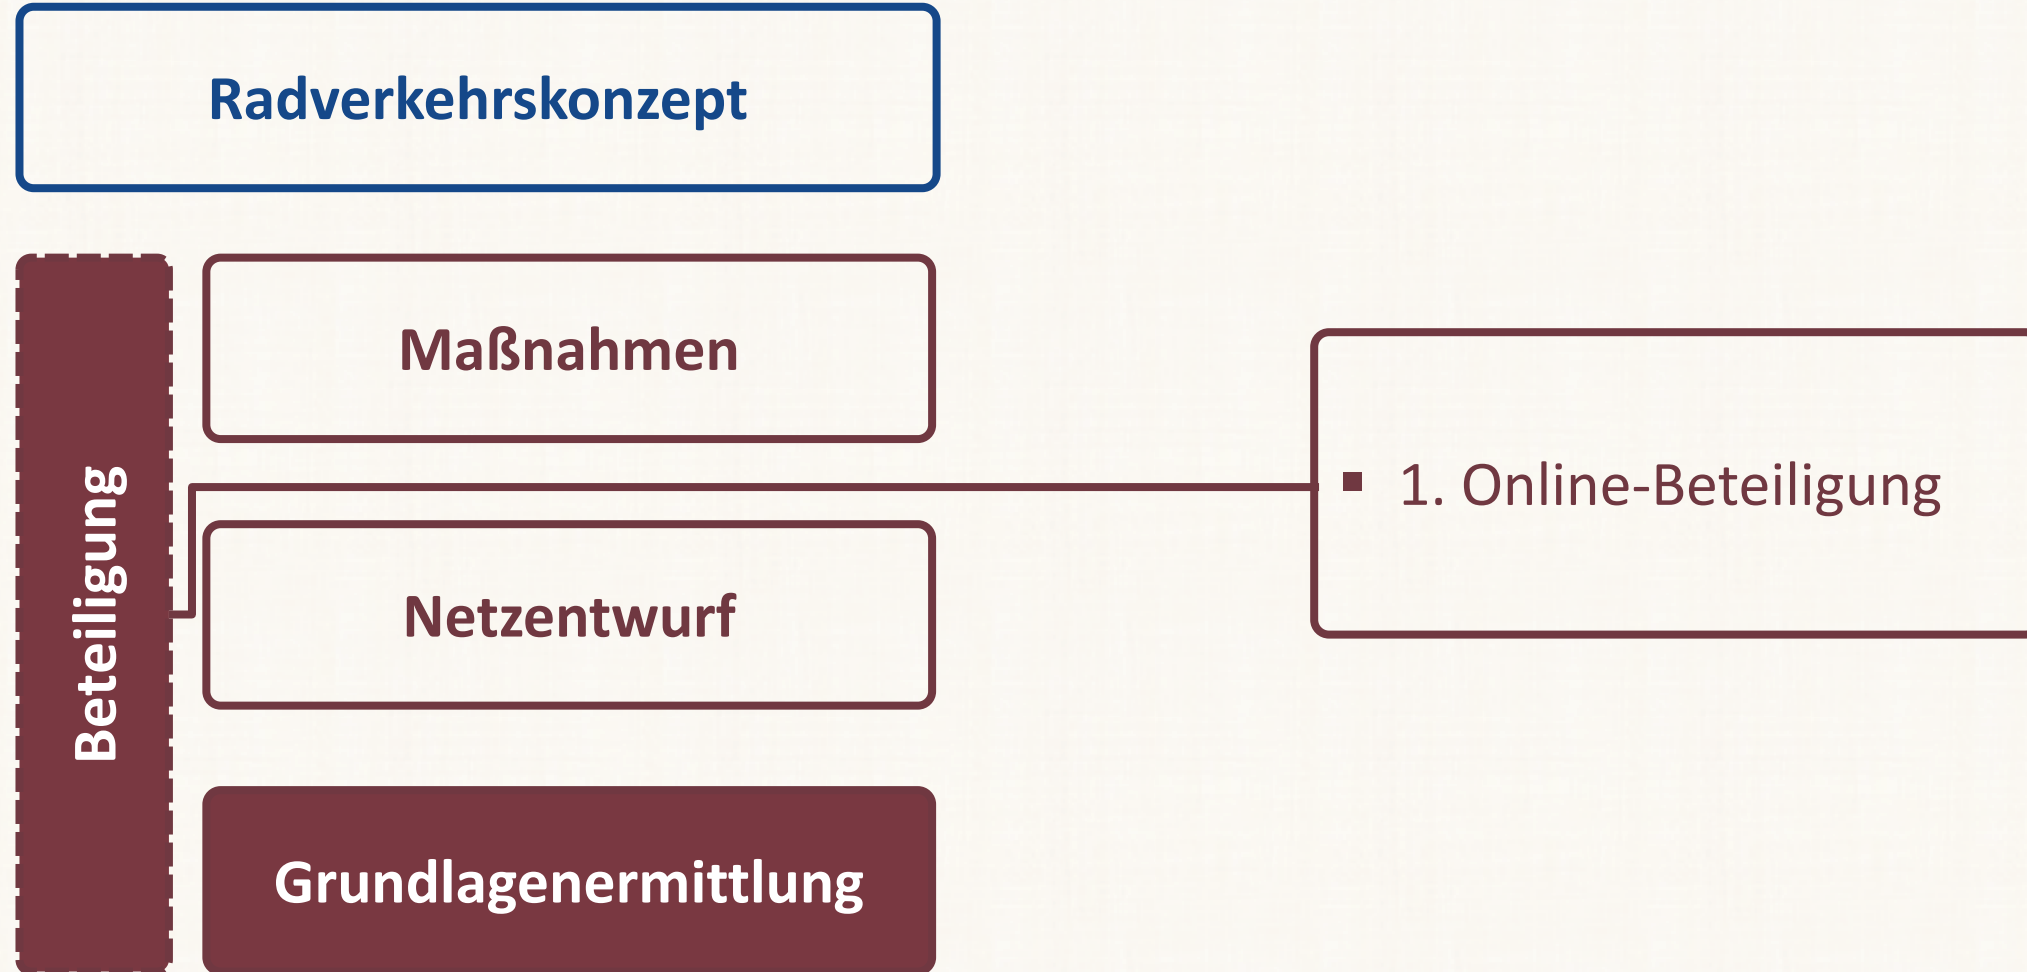 Radverkehrskonzept
Beteiligung
Maßnahmen
Netzentwurf
Grundlagenermittlung
▪ 1. Online-Beteiligung